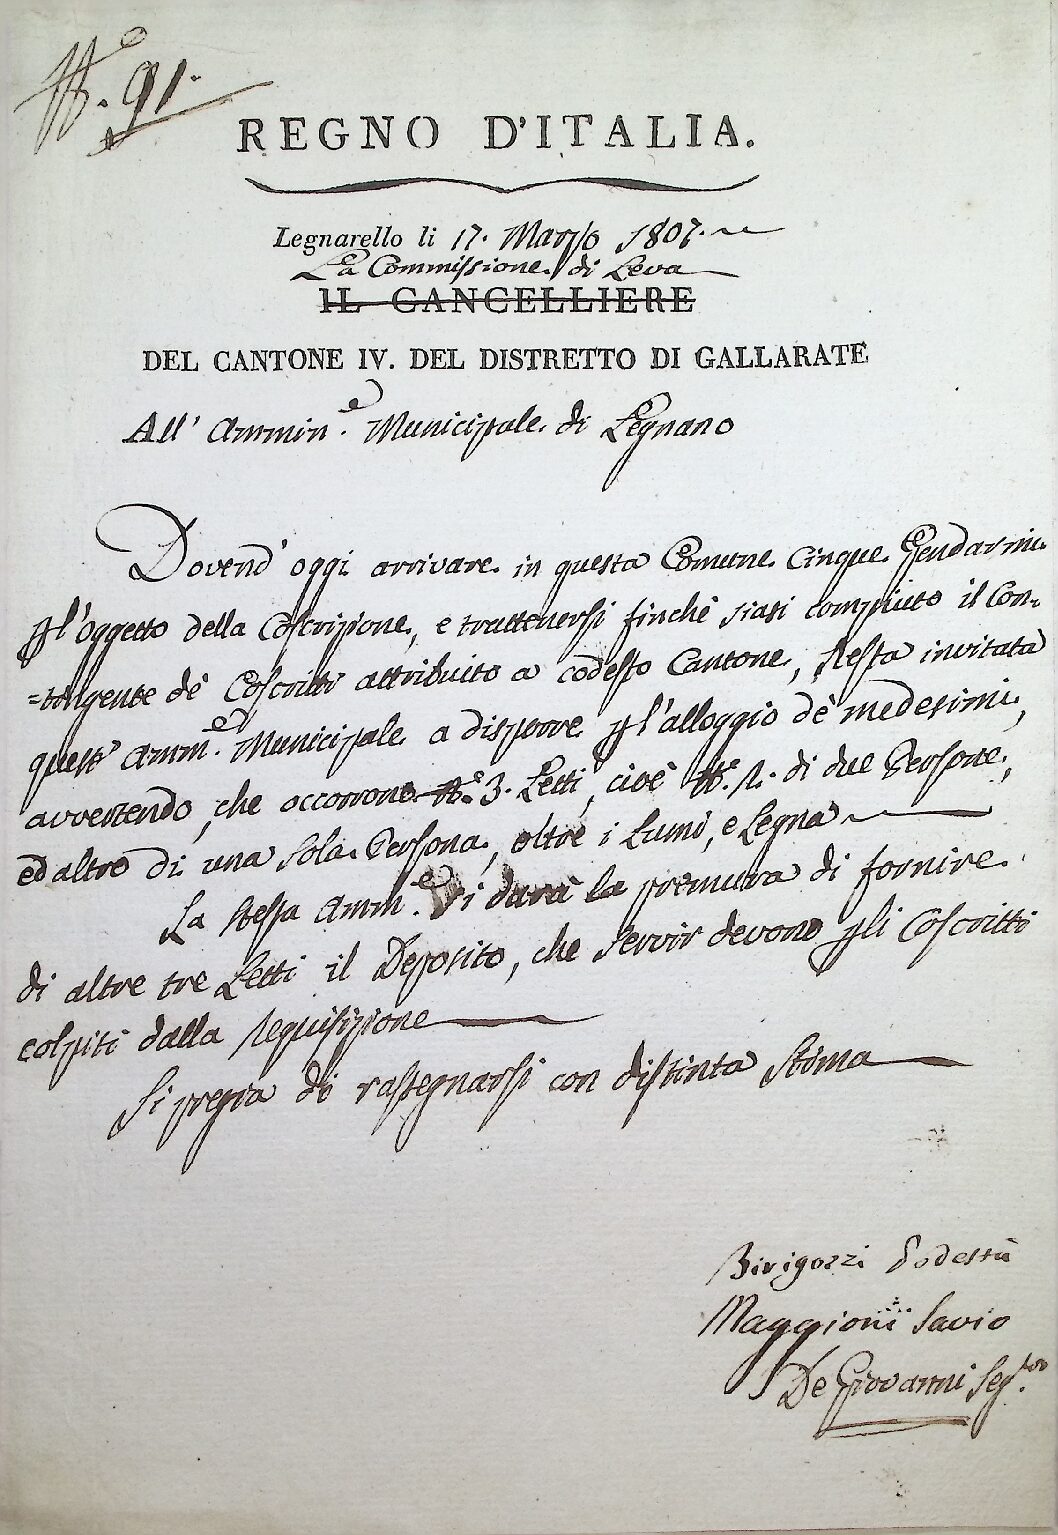 N.º 91.
REGNO D'ITALIA.
Legnarello li 17. Marzo 1807.
La Commissione di Leva
IL CANCELLIERE
DEL CANTONE IV. DEL DISTRETTO DI GALLARATE
All' Ammin.e Municipale di Legnano
Dovend' oggi arrivare in questa Comune Cinque Gendarmi
pl'oggetto della Coscrizione, e trattenersi finchè siasi compiuto il Con-
=tingente de' Coscritti attribuito a codesto Cantone, Resta invitata
quest' Amm.e Municipale a disporre pl'alloggio de' medesimi,
avvertendo, che occorrono N.e 3. Letti, cioè N.e 2. di due Persone,
ed altro di una sola Persona, oltre i Lumi, e Legna
La stessa Amm.e si darà la premura di fornire
di altre tre Letti il Deposito, che servir devono pli Coscritti
colpiti dalla requisizione
Si pregia di rassegnarsi con distinta stima
Birigozzi Podestà
Maggioni Savio
De Giovanni Seg.rio